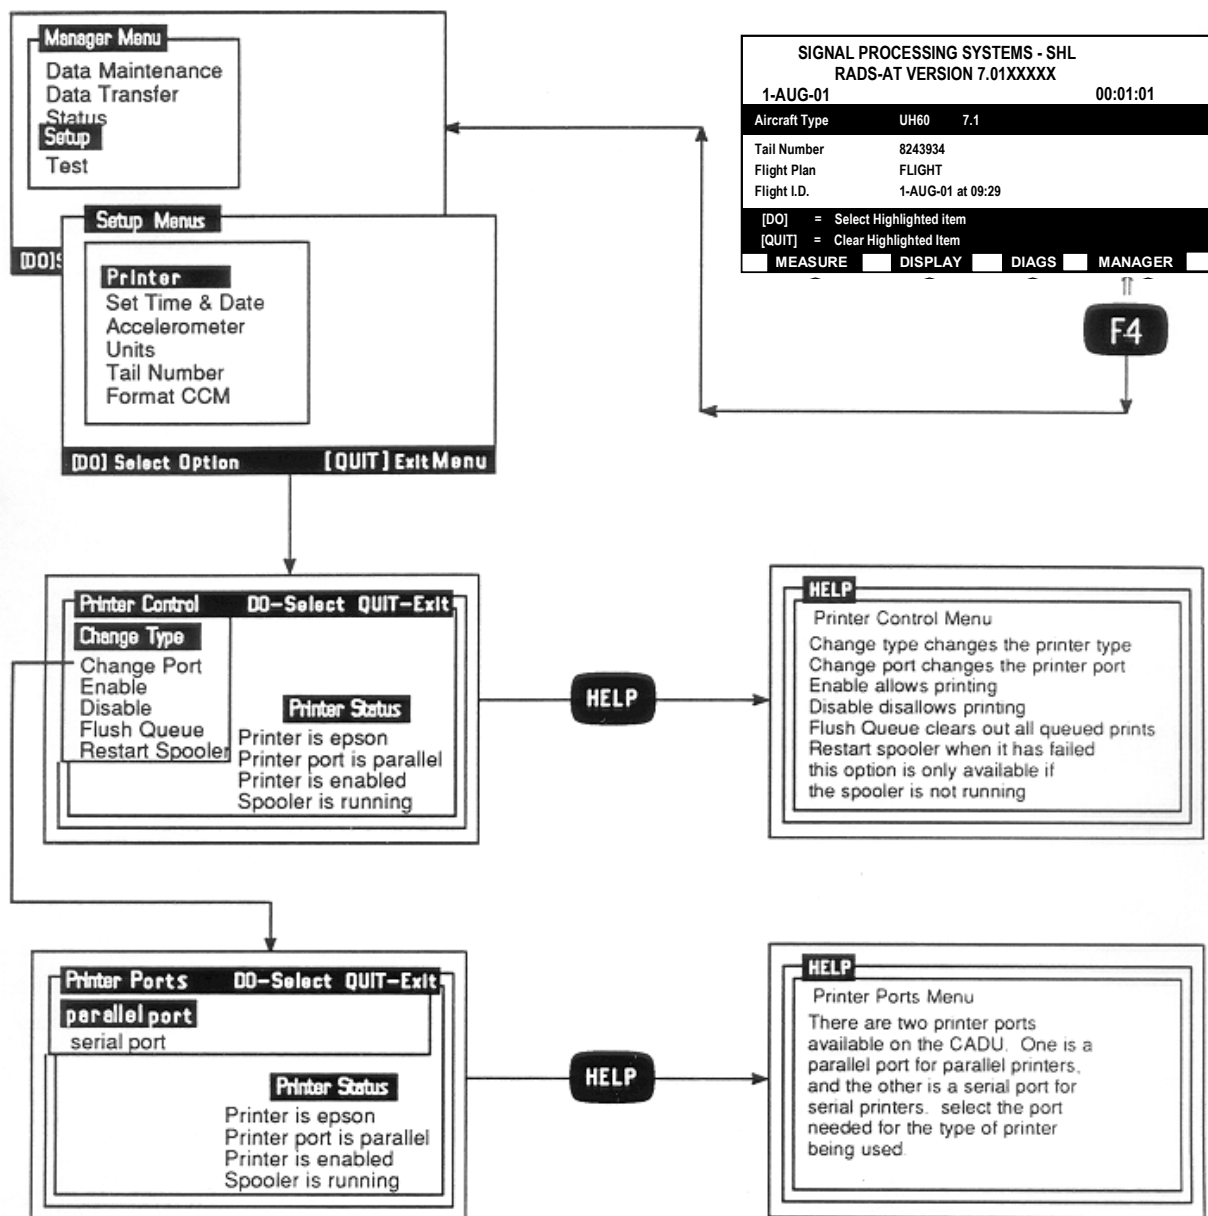 Manager Menu
Data Maintenance
Data Transfer
Status
Setup
Test
[DO]S
Setup Menus
Printer
Set Time & Date
Accelerometer
Units
Tail Number
Format CCM
[DO] Select Option [QUIT] Exit Menu
SIGNAL PROCESSING SYSTEMS - SHL
RADS-AT VERSION 7.01XXXXX
1-AUG-01 00:01:01
Aircraft Type UH60 7.1
Tail Number 8243934
Flight Plan FLIGHT
Flight I.D. 1-AUG-01 at 09:29
[DO] = Select Highlighted item
[QUIT] = Clear Highlighted Item
MEASURE DISPLAY DIAGS MANAGER
F4
Printer Control DO-Select QUIT-Exit
Change Type
Change Port
Enable
Disable
Flush Queue
Restart Spooler
Printer Status
Printer is epson
Printer port is parallel
Printer is enabled
Spooler is running
HELP
HELP
Printer Control Menu
Change type changes the printer type
Change port changes the printer port
Enable allows printing
Disable disallows printing
Flush Queue clears out all queued prints
Restart spooler when it has failed
this option is only available if
the spooler is not running
Printer Ports DO-Select QUIT-Exit
parallel port
serial port
Printer Status
Printer is epson
Printer port is parallel
Printer is enabled
Spooler is running
HELP
HELP
Printer Ports Menu
There are two printer ports
available on the CADU. One is a
parallel port for parallel printers,
and the other is a serial port for
serial printers. select the port
needed for the type of printer
being used.